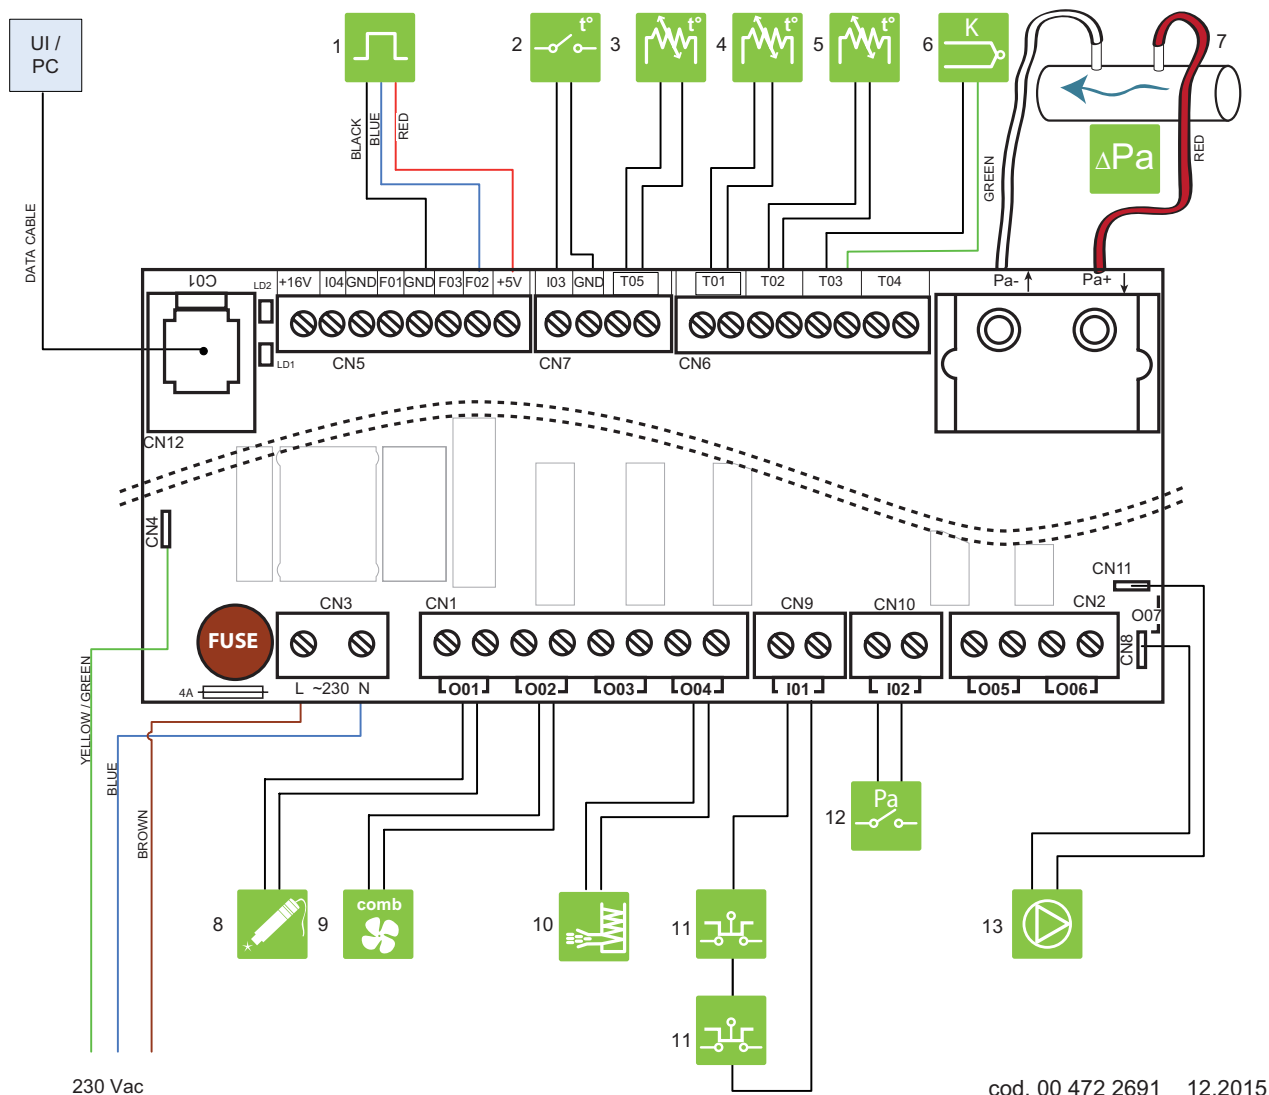 UI /
PC
1
2
t°
3
t°
4
t°
5
t°
6
K
7
ΔPa
BLACK
BLUE
RED
GREEN
RED
DATA CABLE
C01
LD2
LD1
+16V
I04
GND
F01
GND
F03
F02
+5V
I03
GND
T05
T01
T02
T03
T04
Pa-
Pa+
CN12
CN5
CN7
CN6
CN4
CN11
O07
CN8
FUSE
CN3
CN1
CN9
CN10
CN2
4A
L ~230 N
O01
O02
O03
O04
I01
I02
O05
O06
YELLOW / GREEN
BLUE
BROWN
8
9
comb
10
11
11
12
Pa
13
230 Vac
cod. 00 472 2691 12.2015